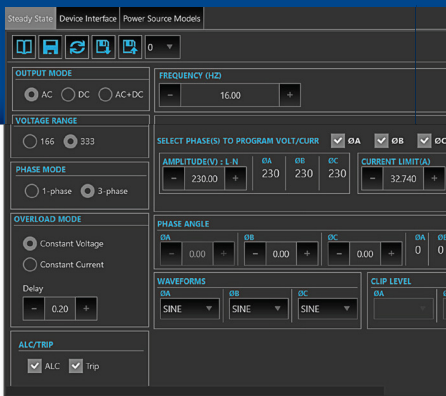 Steady State Device Interface Power Source Models
0
OUTPUT MODE
AC DC AC+DC
FREQUENCY (HZ)
- 16.00 +
VOLTAGE RANGE
166 333
SELECT PHASE(S) TO PROGRAM VOLT/CURR ØA ØB ØC
AMPLITUDE(V) : L-N ØA ØB ØC CURRENT LIMIT(A)
- 230.00 + 230 230 230 - 32.740 +
PHASE MODE
1-phase 3-phase
OVERLOAD MODE
Constant Voltage
Constant Current
Delay
- 0.20 +
PHASE ANGLE
ØA ØB ØC ØA ØB
- 0.00 + - 0.00 + - 0.00 + 0 0
WAVEFORMS CLIP LEVEL
ØA ØB ØC ØA
SINE SINE SINE
ALC/TRIP
ALC Trip